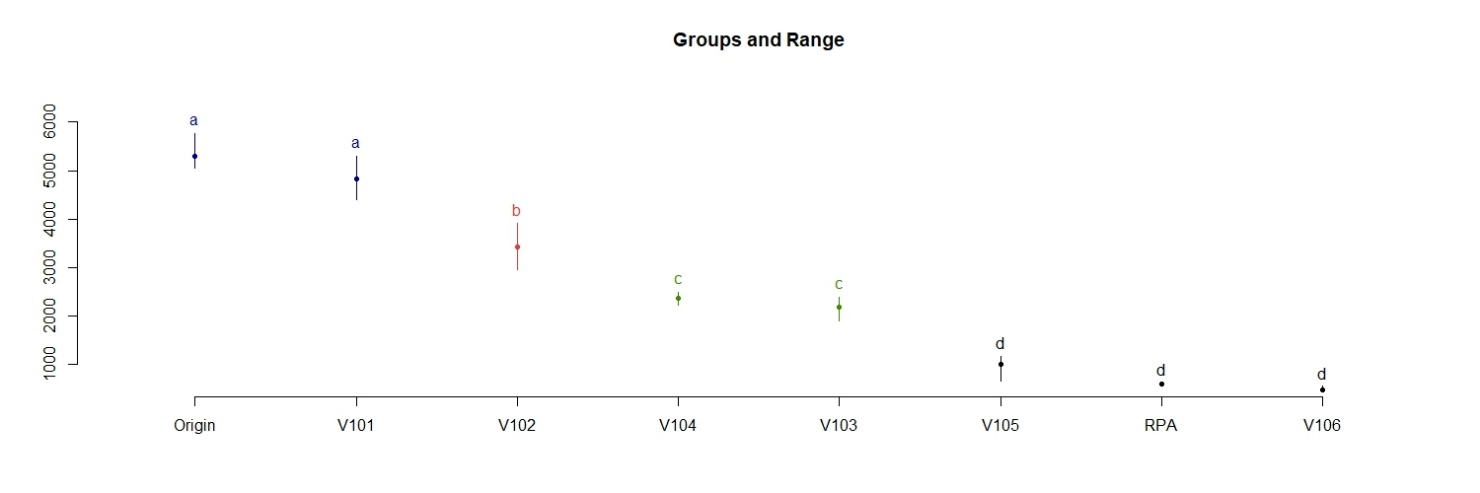 Groups and Range
6000
5000
4000
3000
2000
1000
a
a
b
c
c
d
d
d
Origin V101 V102 V104 V103 V105 RPA V106